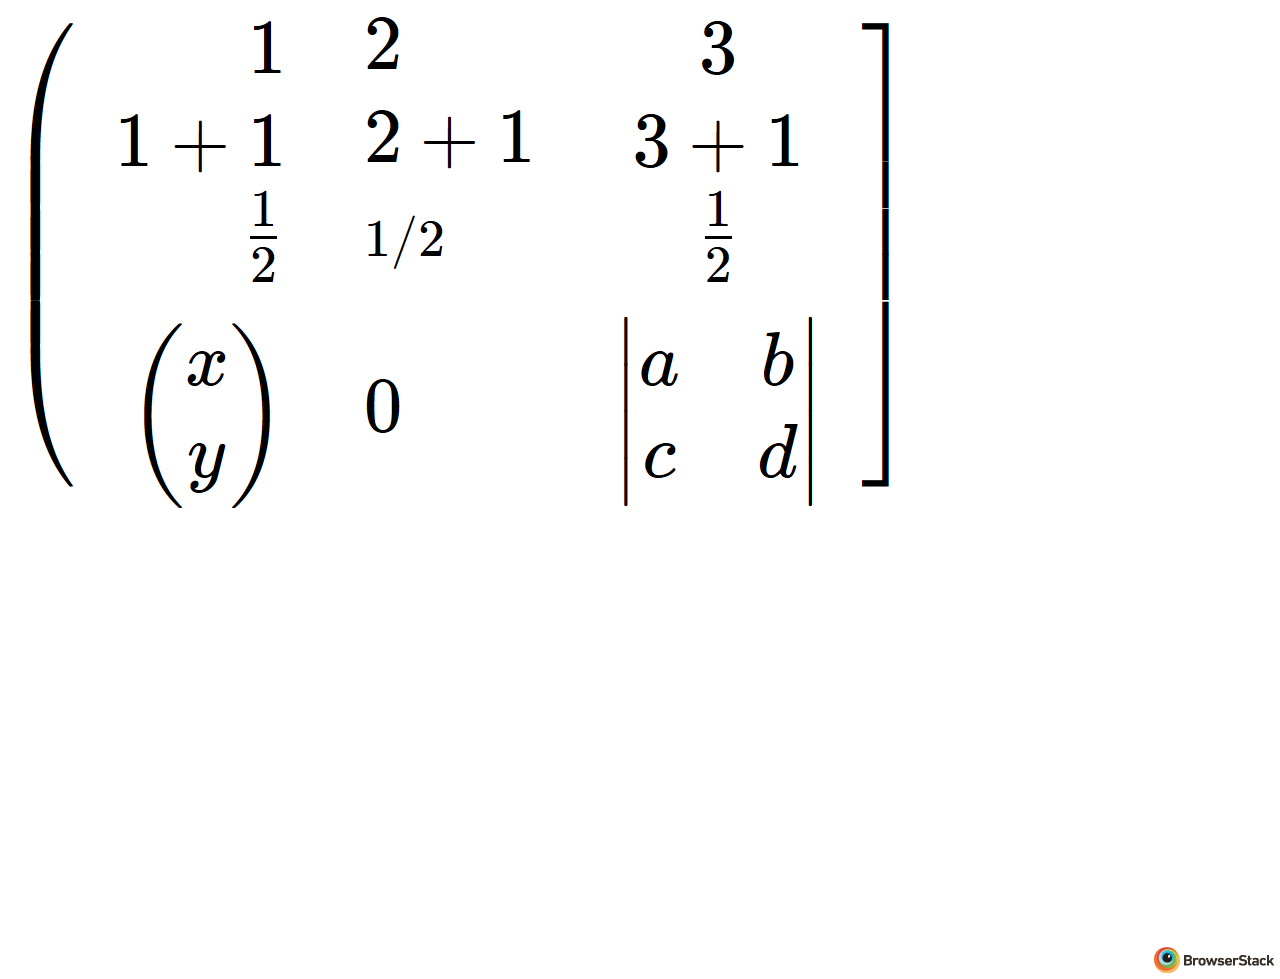 1 2 3
1 + 1 2 + 1 3 + 1
1/2 1/2 1/2
(x y) 0 |a b
c d|
BrowserStack